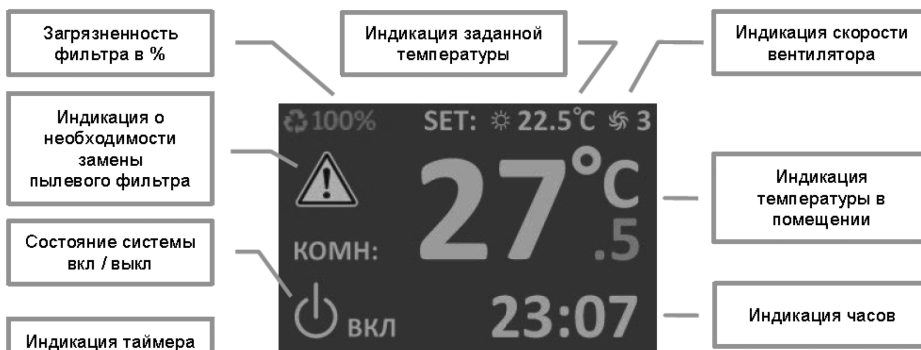 Загрязненность
фильтра в %
Индикация заданной
температуры
Индикация скорости
вентилятора
Индикация о
необходимости
замены
пылевого фильтра
100% SET: 22.5°C 3
27°C
.5
КОМН:
Индикация
температуры в
помещении
Состояние системы
вкл / выкл
ВКЛ 23:07
Индикация часов
Индикация таймера